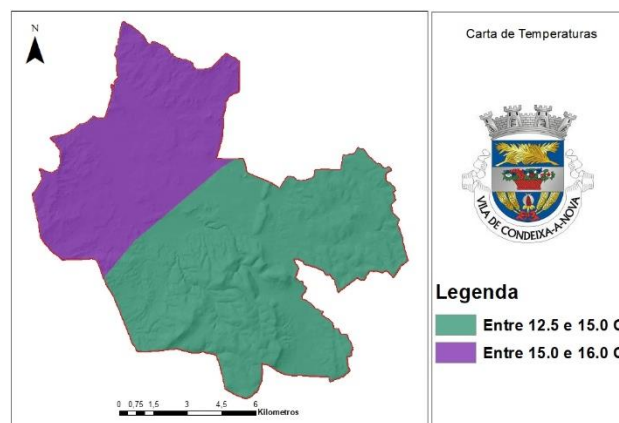 N
Carta de Temperaturas
VILA DE CONDEIXA-A-NOVA
Legenda
Entre 12.5 e 15.0 C
Entre 15.0 e 16.0 C
0 0,75 1,5 3 4,5 6
Kilometros